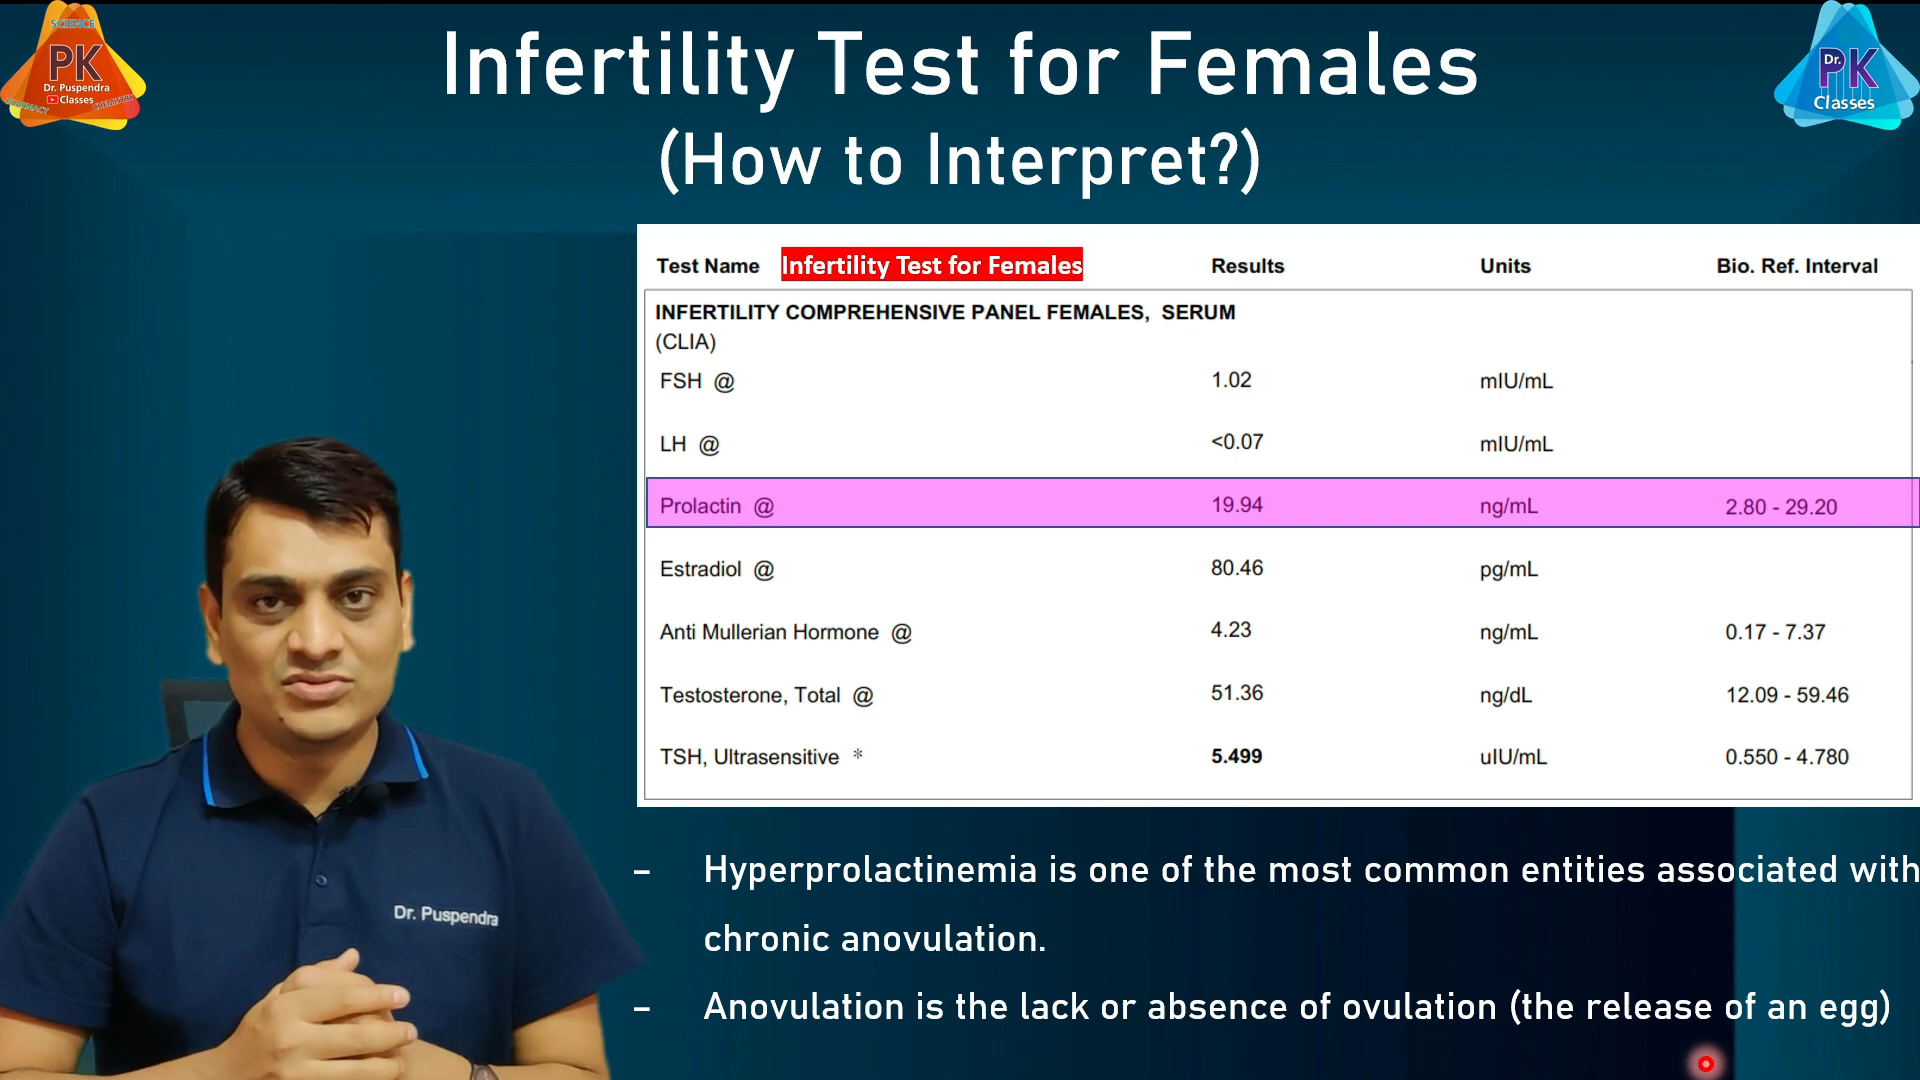 SCIENCE
PK
Dr. Puspendra
Classes
PHARMACY
CHEMISTRY
Infertility Test for Females
(How to Interpret?)
Dr.
PK
Classes
Test Name Infertility Test for Females Results Units Bio. Ref. Interval
INFERTILITY COMPREHENSIVE PANEL FEMALES, SERUM
(CLIA)
FSH @ 1.02 mIU/mL
LH @ <0.07 mIU/mL
Prolactin @ 19.94 ng/mL 2.80 - 29.20
Estradiol @ 80.46 pg/mL
Anti Mullerian Hormone @ 4.23 ng/mL 0.17 - 7.37
Testosterone, Total @ 51.36 ng/dL 12.09 - 59.46
TSH, Ultrasensitive * 5.499 uIU/mL 0.550 - 4.780
Dr. Puspendra
- Hyperprolactinemia is one of the most common entities associated with
chronic anovulation.
- Anovulation is the lack or absence of ovulation (the release of an egg)